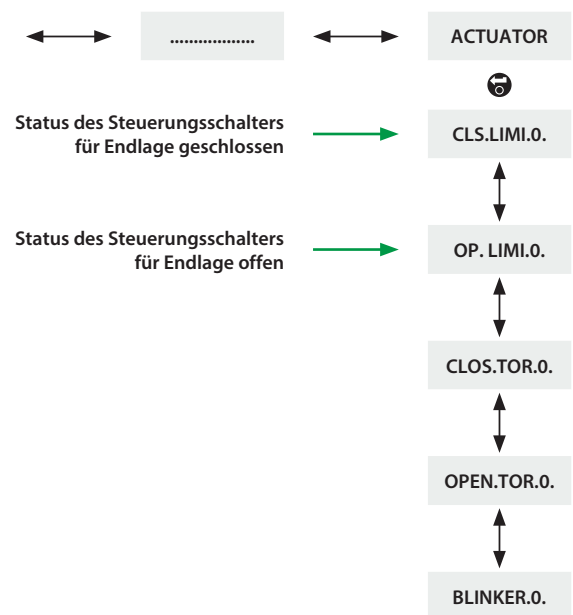 ..................
ACTUATOR
Status des Steuerungsschalters
für Endlage geschlossen
CLS.LIMI.0.
Status des Steuerungsschalters
für Endlage offen
OP. LIMI.0.
CLOS.TOR.0.
OPEN.TOR.0.
BLINKER.0.